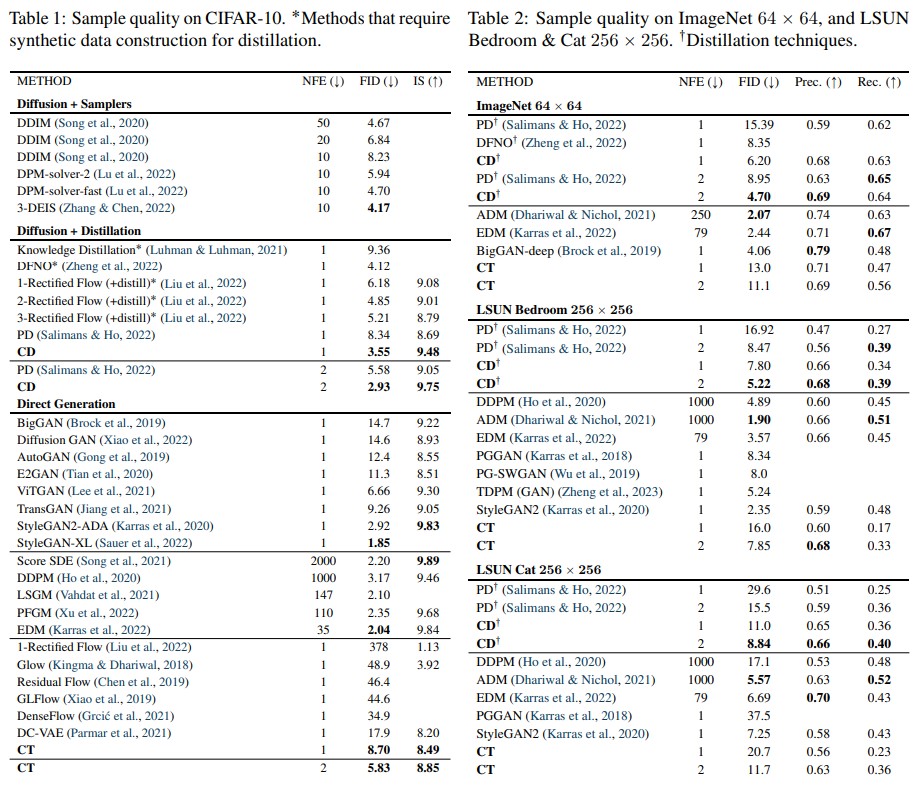 Table 1: Sample quality on CIFAR-10. *Methods that require
synthetic data construction for distillation.
METHOD NFE (↓) FID (↓) IS (↑)
Diffusion + Samplers
DDIM (Song et al., 2020) 50 4.67
DDIM (Song et al., 2020) 20 6.84
DDIM (Song et al., 2020) 10 8.23
DPM-solver-2 (Lu et al., 2022) 10 5.94
DPM-solver-fast (Lu et al., 2022) 10 4.70
3-DEIS (Zhang & Chen, 2022) 10 4.17
Diffusion + Distillation
Knowledge Distillation* (Luhman & Luhman, 2021) 1 9.36
DFNO* (Zheng et al., 2022) 1 4.12
1-Rectified Flow (+distill)* (Liu et al., 2022) 1 6.18 9.08
2-Rectified Flow (+distill)* (Liu et al., 2022) 1 4.85 9.01
3-Rectified Flow (+distill)* (Liu et al., 2022) 1 5.21 8.79
PD (Salimans & Ho, 2022) 1 8.34 8.69
CD 1 3.55 9.48
PD (Salimans & Ho, 2022) 2 5.58 9.05
CD 2 2.93 9.75
Direct Generation
BigGAN (Brock et al., 2019) 1 14.7 9.22
Diffusion GAN (Xiao et al., 2022) 1 14.6 8.93
AutoGAN (Gong et al., 2019) 1 12.4 8.55
E2GAN (Tian et al., 2020) 1 11.3 8.51
ViTGAN (Lee et al., 2021) 1 6.66 9.30
TransGAN (Jiang et al., 2021) 1 9.26 9.05
StyleGAN2-ADA (Karras et al., 2020) 1 2.92 9.83
StyleGAN-XL (Sauer et al., 2022) 1 1.85
Score SDE (Song et al., 2021) 2000 2.20 9.89
DDPM (Ho et al., 2020) 1000 3.17 9.46
LSGM (Vahdat et al., 2021) 147 2.10
PFGM (Xu et al., 2022) 110 2.35 9.68
EDM (Karras et al., 2022) 35 2.04 9.84
1-Rectified Flow (Liu et al., 2022) 1 378 1.13
Glow (Kingma & Dhariwal, 2018) 1 48.9 3.92
Residual Flow (Chen et al., 2019) 1 46.4
GLFlow (Xiao et al., 2019) 1 44.6
DenseFlow (Grcić et al., 2021) 1 34.9
DC-VAE (Parmar et al., 2021) 1 17.9 8.20
CT 1 8.70 8.49
CT 2 5.83 8.85
Table 2: Sample quality on ImageNet 64 × 64, and LSUN
Bedroom & Cat 256 × 256. †Distillation techniques.
METHOD NFE (↓) FID (↓) Prec. (↑) Rec. (↑)
ImageNet 64 × 64
PD† (Salimans & Ho, 2022) 1 15.39 0.59 0.62
DFNO† (Zheng et al., 2022) 1 8.35
CD† 1 6.20 0.68 0.63
PD† (Salimans & Ho, 2022) 2 8.95 0.63 0.65
CD† 2 4.70 0.69 0.64
ADM (Dhariwal & Nichol, 2021) 250 2.07 0.74 0.63
EDM (Karras et al., 2022) 79 2.44 0.71 0.67
BigGAN-deep (Brock et al., 2019) 1 4.06 0.79 0.48
CT 1 13.0 0.71 0.47
CT 2 11.1 0.69 0.56
LSUN Bedroom 256 × 256
PD† (Salimans & Ho, 2022) 1 16.92 0.47 0.27
PD† (Salimans & Ho, 2022) 2 8.47 0.56 0.39
CD† 1 7.80 0.66 0.34
CD† 2 5.22 0.68 0.39
DDPM (Ho et al., 2020) 1000 4.89 0.60 0.45
ADM (Dhariwal & Nichol, 2021) 1000 1.90 0.66 0.51
EDM (Karras et al., 2022) 79 3.57 0.66 0.45
PGGAN (Karras et al., 2018) 1 8.34
PG-SWGAN (Wu et al., 2019) 1 8.0
TDPM (GAN) (Zheng et al., 2023) 1 5.24
StyleGAN2 (Karras et al., 2020) 1 2.35 0.59 0.48
CT 1 16.0 0.60 0.17
CT 2 7.85 0.68 0.33
LSUN Cat 256 × 256
PD† (Salimans & Ho, 2022) 1 29.6 0.51 0.25
PD† (Salimans & Ho, 2022) 2 15.5 0.59 0.36
CD† 1 11.0 0.65 0.36
CD† 2 8.84 0.66 0.40
DDPM (Ho et al., 2020) 1000 17.1 0.53 0.48
ADM (Dhariwal & Nichol, 2021) 1000 5.57 0.63 0.52
EDM (Karras et al., 2022) 79 6.69 0.70 0.43
PGGAN (Karras et al., 2018) 1 37.5
StyleGAN2 (Karras et al., 2020) 1 7.25 0.58 0.43
CT 1 20.7 0.56 0.23
CT 2 11.7 0.63 0.36